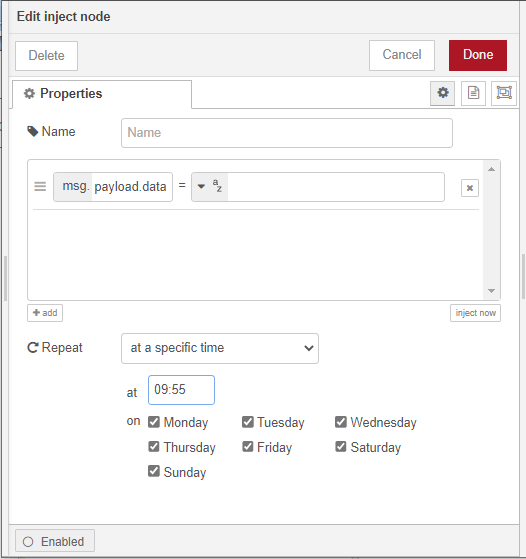 Edit inject node
Delete Cancel Done
Properties
Name Name
msg. payload.data = az
add inject now
Repeat at a specific time
at 09:55
on Monday Tuesday Wednesday
Thursday Friday Saturday
Sunday
Enabled